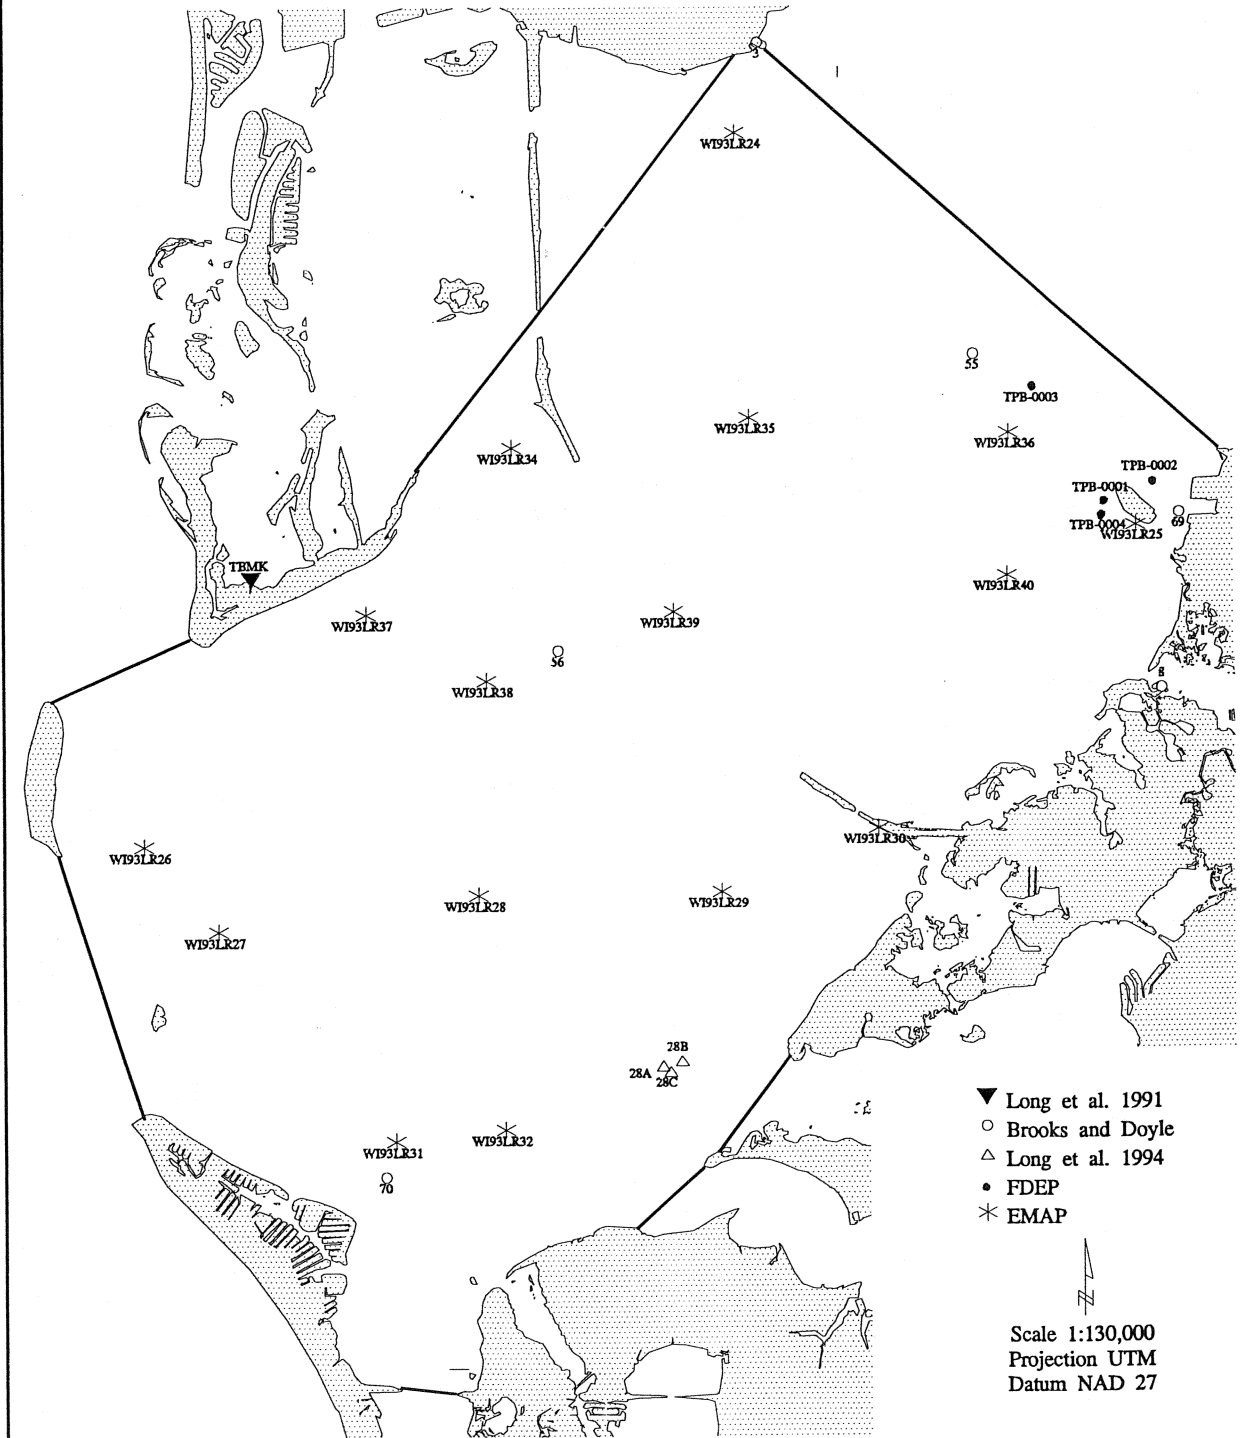 3
WI93LR24
55
TPB-0003
WI93LR35
WI93LR36
WI93LR34
TPB-0002
TPB-0001
TPB-0004
WI93LR25
69
TBMK
WI93LR40
WI93LR37
WI93LR39
56
WI93LR38
8
WI93LR30
WI93LR26
WI93LR28
WI93LR29
WI93LR27
28B
28A
28C
WI93LR32
WI93LR31
70
Long et al. 1991
Brooks and Doyle
Long et al. 1994
FDEP
EMAP
N
Scale 1:130,000
Projection UTM
Datum NAD 27